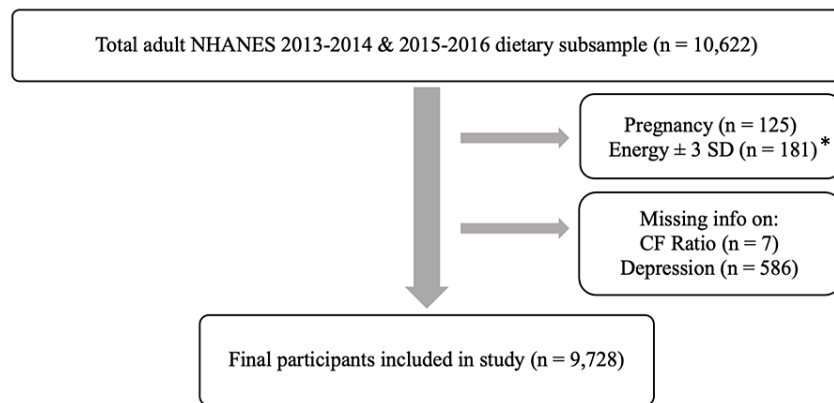 Total adult NHANES 2013-2014 & 2015-2016 dietary subsample (n = 10,622)
Pregnancy (n = 125)
Energy ± 3 SD (n = 181)*
Missing info on:
CF Ratio (n = 7)
Depression (n = 586)
Final participants included in study (n = 9,728)